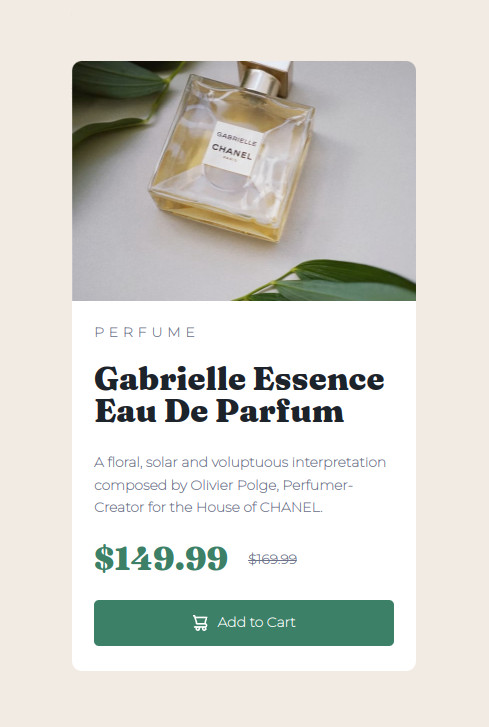 GABRIELLE
CHANEL
PARIS
PERFUME
Gabrielle Essence
Eau De Parfum
A floral, solar and voluptuous interpretation
composed by Olivier Polge, Perfumer-
Creator for the House of CHANEL.
$149.99 $169.99
Add to Cart